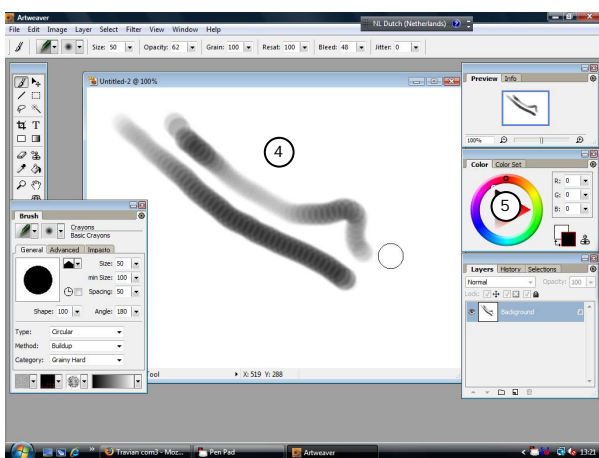 Artweaver
NL Dutch (Netherlands)
File Edit Image Layer Select Filter View Window Help
Size: 50 Opacity: 62 Grain: 100 Resat: 100 Bleed: 48 Jitter: 0
Untitled-2 @ 100%
4
Preview Info
100%
Color Color Set
R: 0
G: 0
B: 0
5
Layers History Selections
Normal Opacity: 100
Lock:
Background
T
Brush
Crayons
Basic Crayons
General Advanced Impasto
Size: 50
min Size: 100
Spacing: 50
Shape: 100 Angle: 180
Type: Circular
Method: Buildup
Category: Grainy Hard
ool X: 519 Y: 288
Travian com3 - Moz... Pen Pad Artweaver 13:21